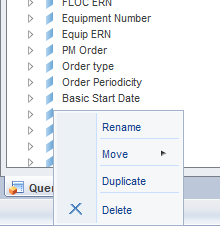 FLOC ERN
Equipment Number
Equip ERN
PM Order
Order type
Order Periodicity
Basic Start Date
Rename
Move
Duplicate
Delete